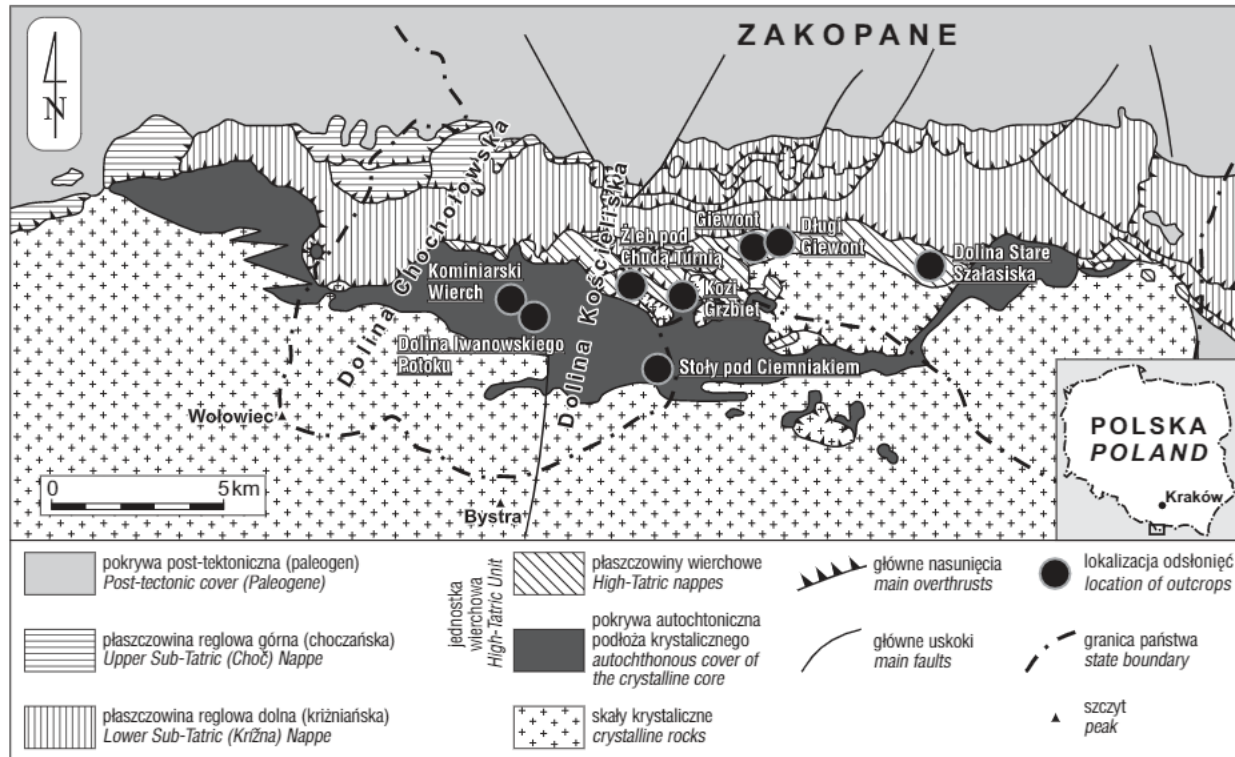 ZAKOPANE
N
Dolina Chochołowska
Dolina Kościeliska
Giewont
Długi
Giewont
Żleb pod
Chudą Turnią
Dolina Stare
Szałasiska
Kominiarski
Wierch
Kozi
Grzbiet
Dolina Iwanowskiego
Potoku
Stoły pod Ciemniakiem
Wołowiec
Bystra
0 5 km
POLSKA
POLAND
Kraków
pokrywa post-tektoniczna (paleogen)
Post-tectonic cover (Paleogene)
płaszczowina reglowa górna (choczańska)
Upper Sub-Tatric (Choč) Nappe
płaszczowina reglowa dolna (kriżniańska)
Lower Sub-Tatric (Krížna) Nappe
jednostka
wierchowa
High-Tatric Unit
płaszczowiny wierchowe
High-Tatric nappes
pokrywa autochtoniczna
podłoża krystalicznego
autochthonous cover of
the crystalline core
skały krystaliczne
crystalline rocks
główne nasunięcia
main overthrusts
główne uskoki
main faults
lokalizacja odsłonięć
location of outcrops
granica państwa
state boundary
szczyt
peak